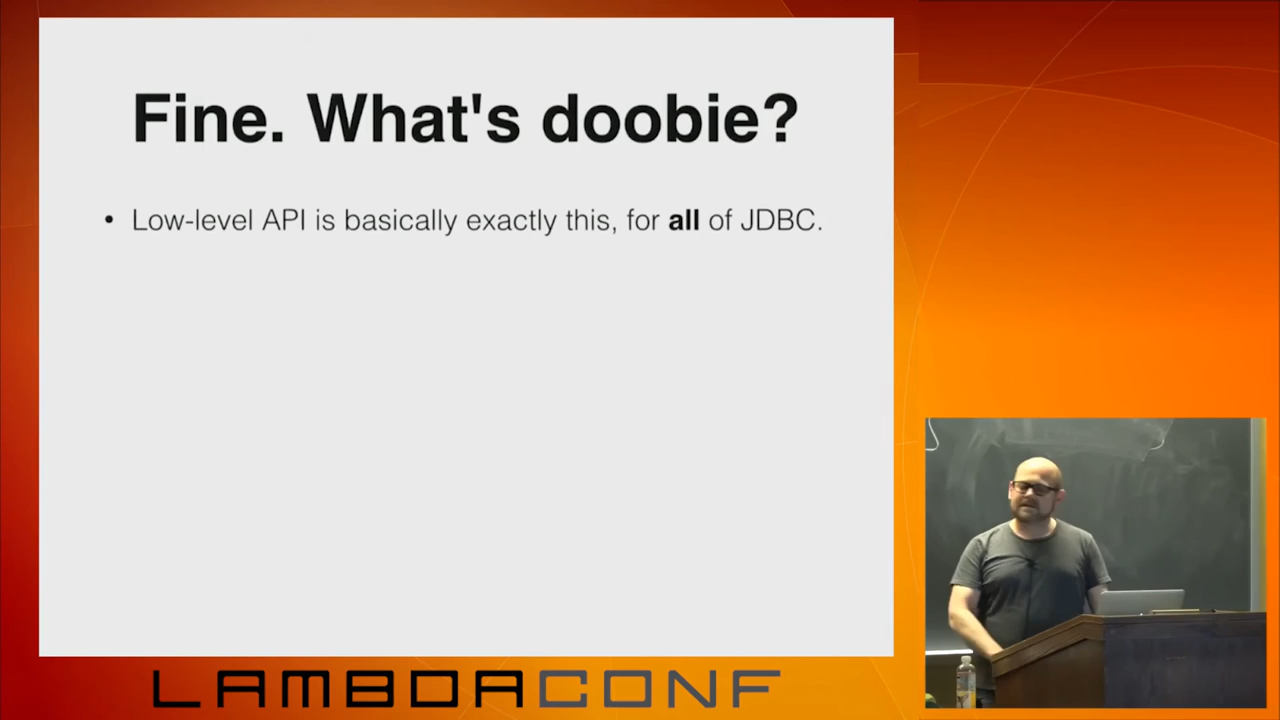 Fine. What's doobie?
• Low-level API is basically exactly this, for all of JDBC.
LAMBDACONF